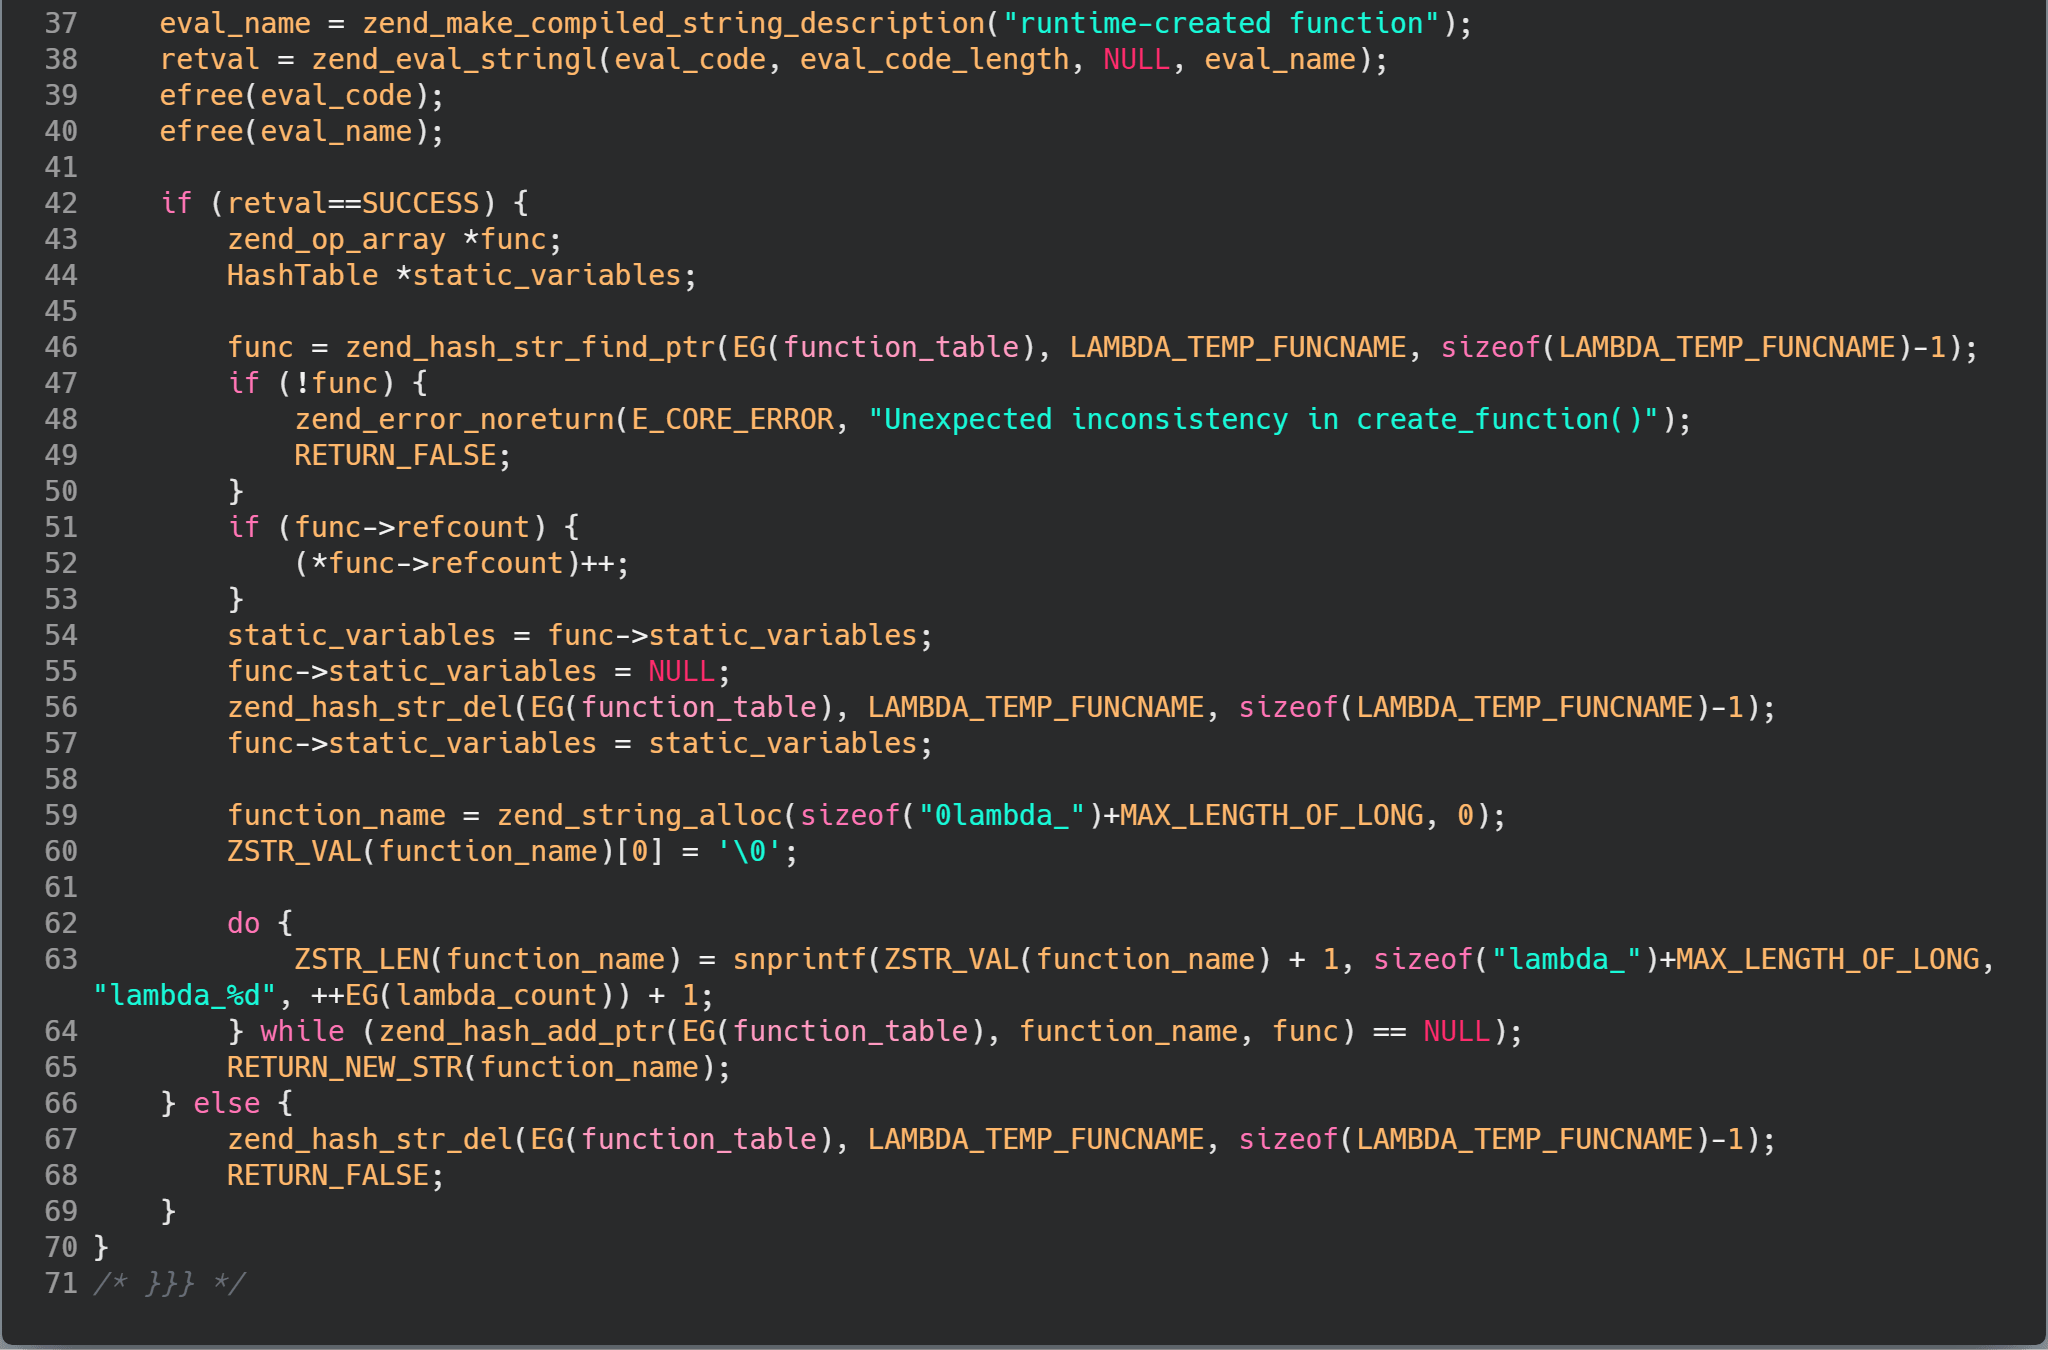 37     eval_name = zend_make_compiled_string_description("runtime-created function");
38     retval = zend_eval_stringl(eval_code, eval_code_length, NULL, eval_name);
39     efree(eval_code);
40     efree(eval_name);
41
42     if (retval==SUCCESS) {
43         zend_op_array *func;
44         HashTable *static_variables;
45
46         func = zend_hash_str_find_ptr(EG(function_table), LAMBDA_TEMP_FUNCNAME, sizeof(LAMBDA_TEMP_FUNCNAME)-1);
47         if (!func) {
48             zend_error_noreturn(E_CORE_ERROR, "Unexpected inconsistency in create_function()");
49             RETURN_FALSE;
50         }
51         if (func->refcount) {
52             (*func->refcount)++;
53         }
54         static_variables = func->static_variables;
55         func->static_variables = NULL;
56         zend_hash_str_del(EG(function_table), LAMBDA_TEMP_FUNCNAME, sizeof(LAMBDA_TEMP_FUNCNAME)-1);
57         func->static_variables = static_variables;
58
59         function_name = zend_string_alloc(sizeof("0lambda_")+MAX_LENGTH_OF_LONG, 0);
60         ZSTR_VAL(function_name)[0] = '\0';
61
62         do {
63             ZSTR_LEN(function_name) = snprintf(ZSTR_VAL(function_name) + 1, sizeof("lambda_")+MAX_LENGTH_OF_LONG,
"lambda_%d", ++EG(lambda_count)) + 1;
64         } while (zend_hash_add_ptr(EG(function_table), function_name, func) == NULL);
65         RETURN_NEW_STR(function_name);
66     } else {
67         zend_hash_str_del(EG(function_table), LAMBDA_TEMP_FUNCNAME, sizeof(LAMBDA_TEMP_FUNCNAME)-1);
68         RETURN_FALSE;
69     }
70 }
71 /* }}} */